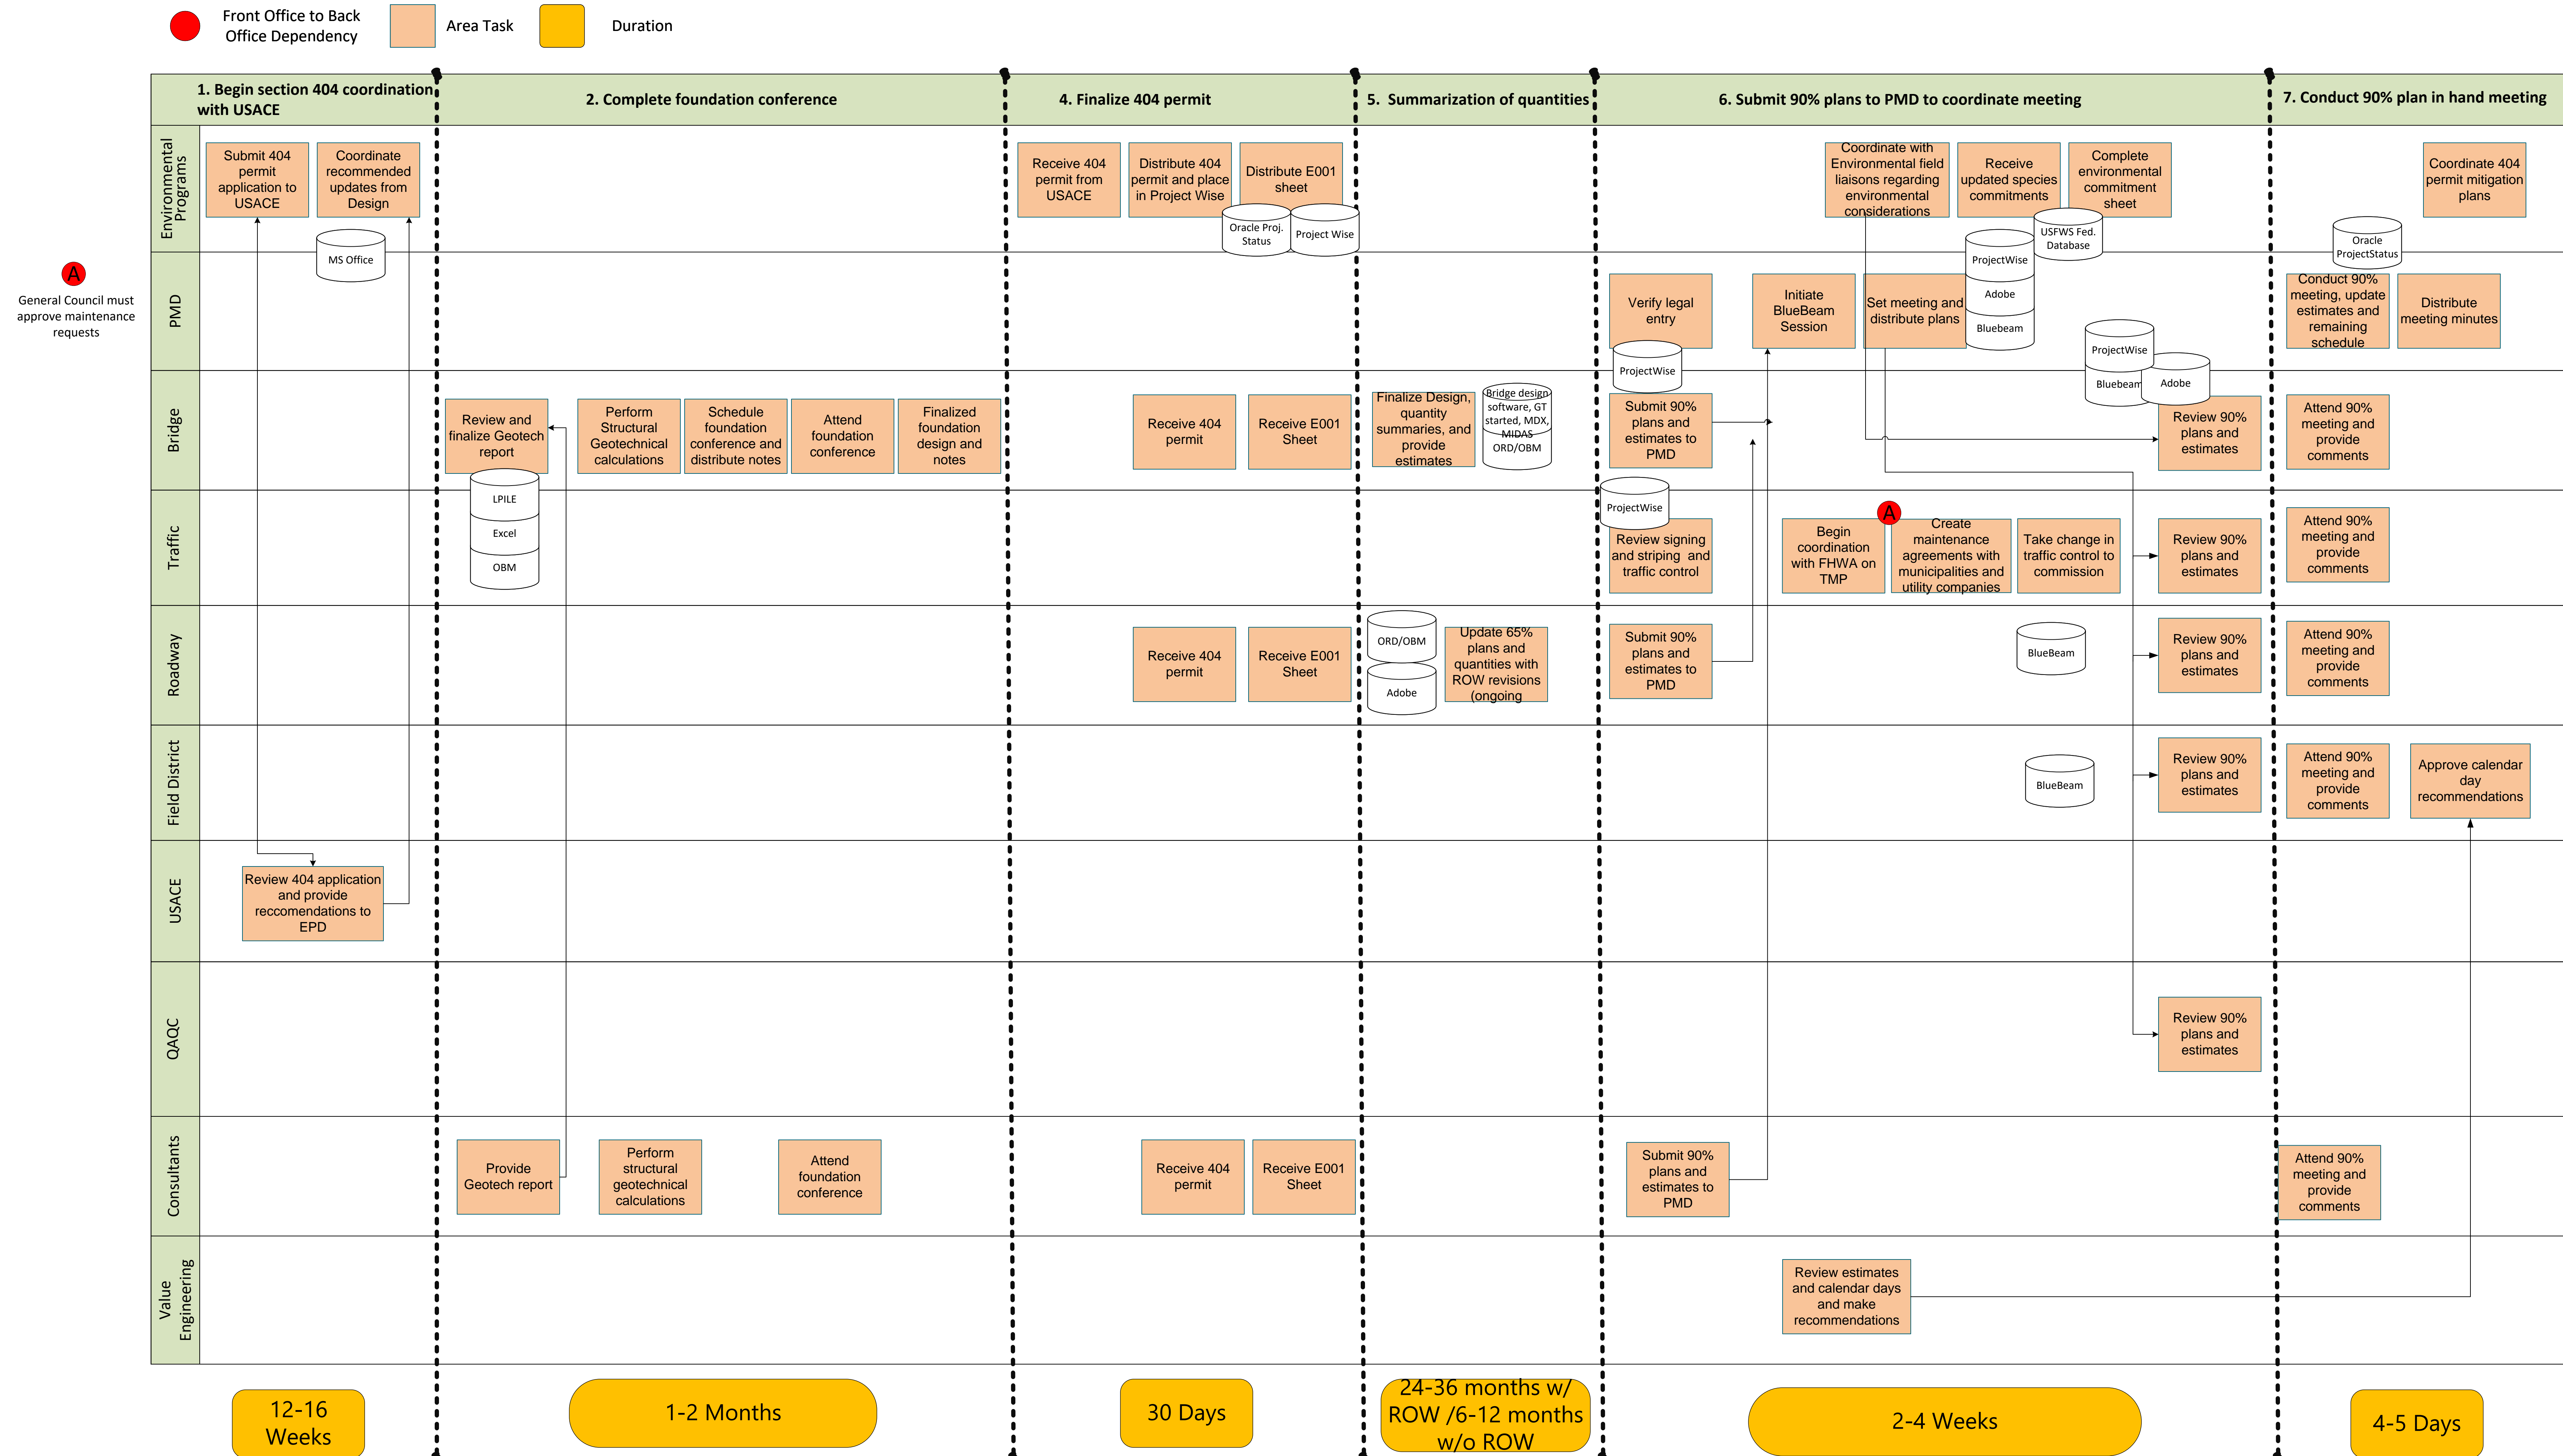 Front Office to Back
Office Dependency
Area Task
Duration
1. Begin section 404 coordination
with USACE
2. Complete foundation conference
4. Finalize 404 permit
5. Summarization of quantities
6. Submit 90% plans to PMD to coordinate meeting
7. Conduct 90% plan in hand meeting
A
General Council must
approve maintenance
requests
Environmental
Programs
Submit 404
permit
application to
USACE
Coordinate
recommended
updates from
Design
MS Office
Receive 404
permit from
USACE
Distribute 404
permit and place
in Project Wise
Distribute E001
sheet
Oracle Proj.
Status
Project Wise
Coordinate with
Environmental field
liaisons regarding
environmental
considerations
Receive
updated species
commitments
Complete
environmental
commitment
sheet
USFWS Fed.
Database
Coordinate 404
permit mitigation
plans
Oracle
ProjectStatus
PMD
Verify legal
entry
ProjectWise
Initiate
BlueBeam
Session
Set meeting and
distribute plans
ProjectWise
Adobe
Bluebeam
ProjectWise
Bluebeam
Adobe
Conduct 90%
meeting, update
estimates and
remaining
schedule
Distribute
meeting minutes
Bridge
Review and
finalize Geotech
report
LPILE
Excel
OBM
Perform
Structural
Geotechnical
calculations
Schedule
foundation
conference and
distribute notes
Attend
foundation
conference
Finalized
foundation
design and
notes
Receive 404
permit
Receive E001
Sheet
Finalize Design,
quantity
summaries, and
provide
estimates
Bridge design
software, GT
started, MDX,
MIDAS
ORD/OBM
Submit 90%
plans and
estimates to
PMD
Review 90%
plans and
estimates
Attend 90%
meeting and
provide
comments
Traffic
ProjectWise
Review signing
and striping and
traffic control
Begin
coordination
with FHWA on
TMP
A
Create
maintenance
agreements with
municipalities and
utility companies
Take change in
traffic control to
commission
Review 90%
plans and
estimates
Attend 90%
meeting and
provide
comments
Roadway
Receive 404
permit
Receive E001
Sheet
ORD/OBM
Adobe
Update 65%
plans and
quantities with
ROW revisions
(ongoing
Submit 90%
plans and
estimates to
PMD
BlueBeam
Review 90%
plans and
estimates
Attend 90%
meeting and
provide
comments
Field District
BlueBeam
Review 90%
plans and
estimates
Attend 90%
meeting and
provide
comments
Approve calendar
day
recommendations
USACE
Review 404 application
and provide
reccomendations to
EPD
QAQC
Review 90%
plans and
estimates
Consultants
Provide
Geotech report
Perform
structural
geotechnical
calculations
Attend
foundation
conference
Receive 404
permit
Receive E001
Sheet
Submit 90%
plans and
estimates to
PMD
Attend 90%
meeting and
provide
comments
Value
Engineering
Review estimates
and calendar days
and make
recommendations
12-16
Weeks
1-2 Months
30 Days
24-36 months w/
ROW /6-12 months
w/o ROW
2-4 Weeks
4-5 Days